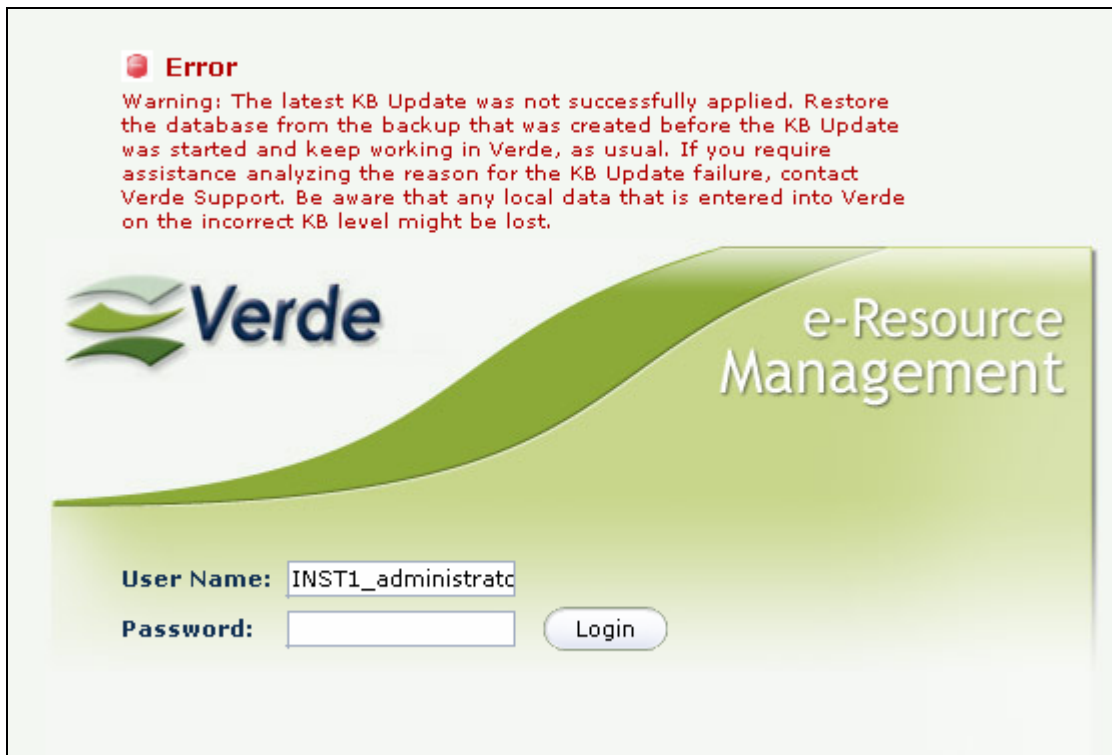 Error
Warning: The latest KB Update was not successfully applied. Restore
the database from the backup that was created before the KB Update
was started and keep working in Verde, as usual. If you require
assistance analyzing the reason for the KB Update failure, contact
Verde Support. Be aware that any local data that is entered into Verde
on the incorrect KB level might be lost.
Verde
e-Resource
Management
User Name: INST1_administratc
Password: Login